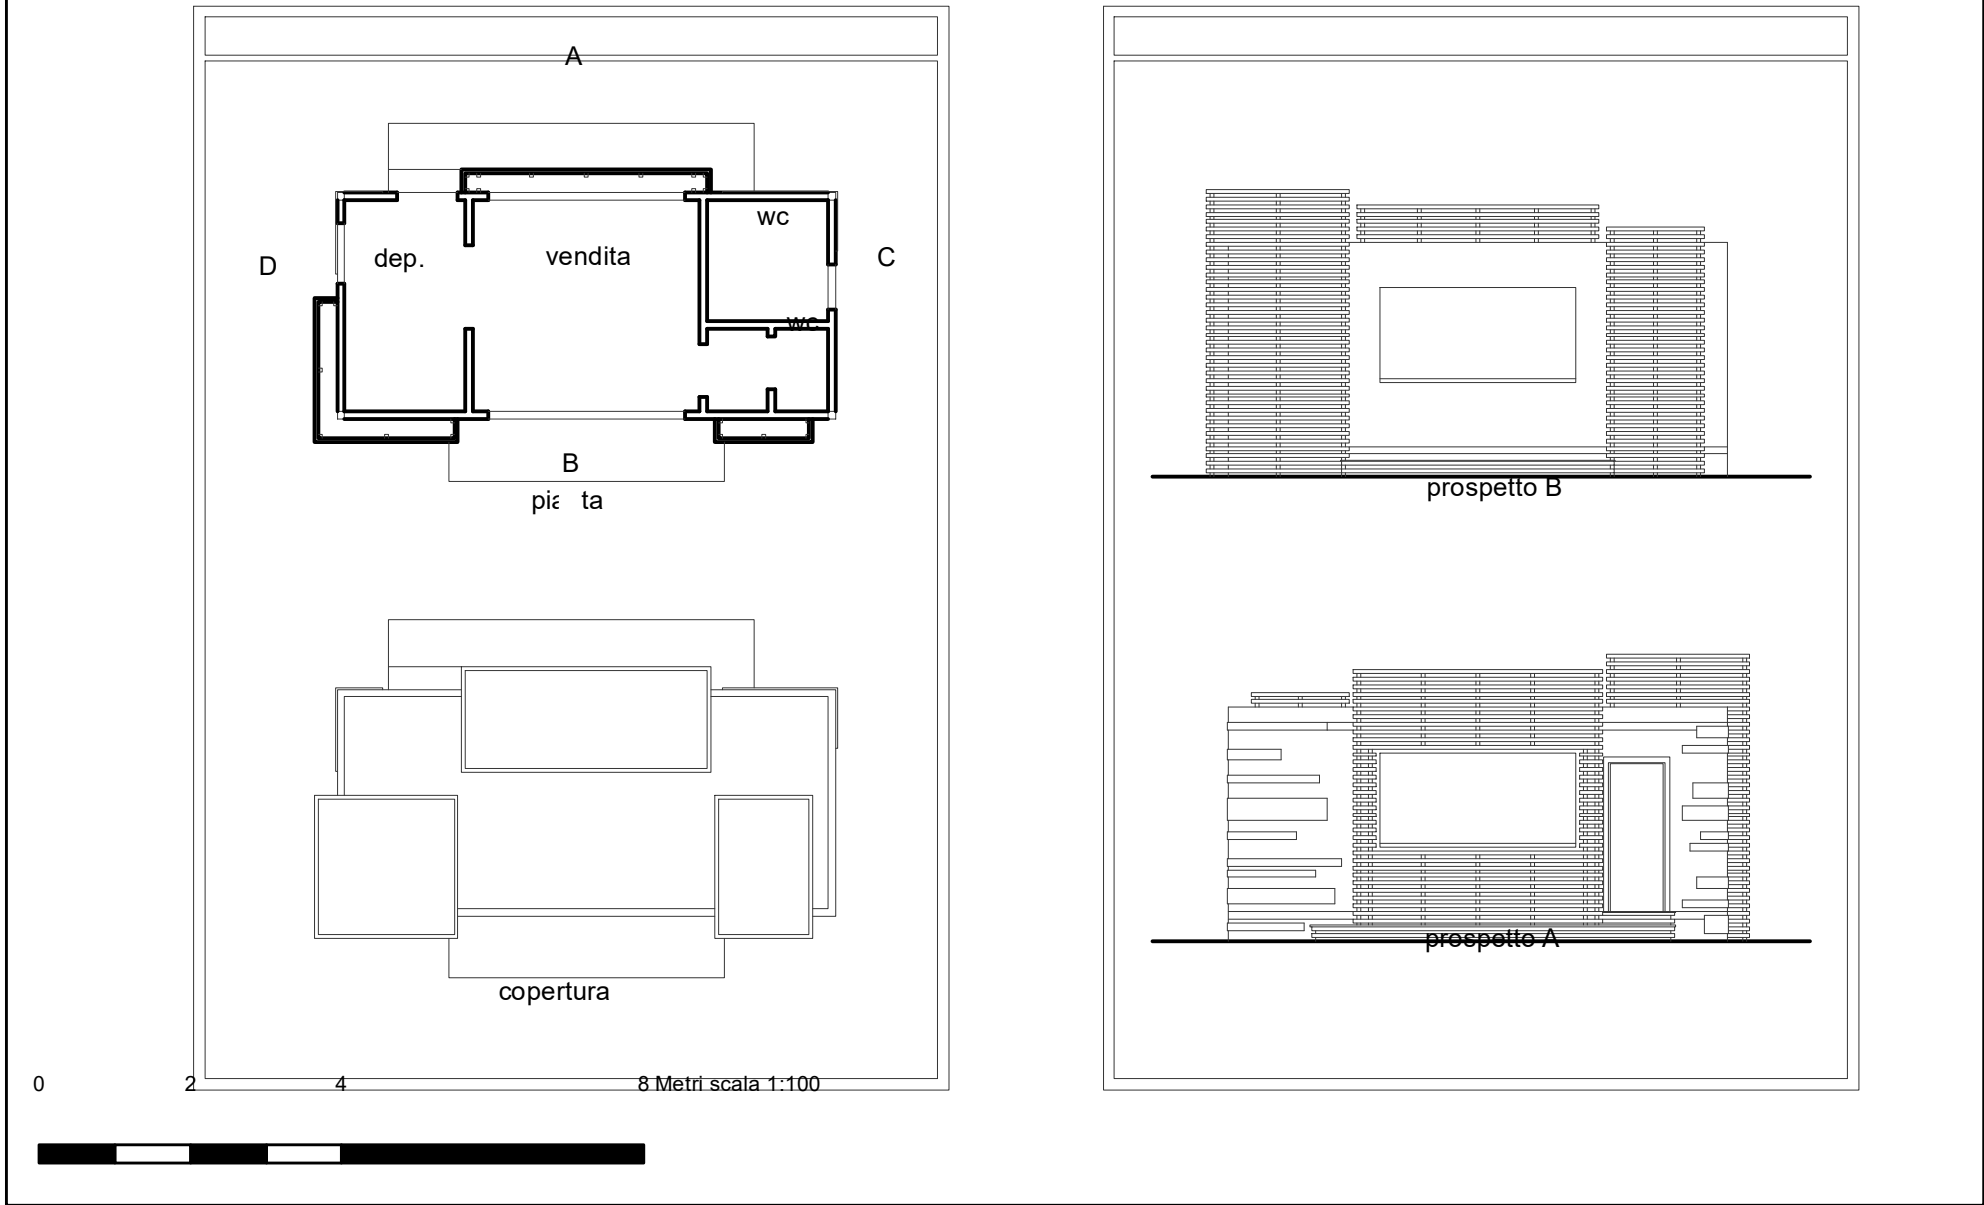 A
wc
D
dep.
vendita
C
wc
B
pia ta
copertura
0 2 4 8 Metri scala 1:100
prospetto B
prospetto A